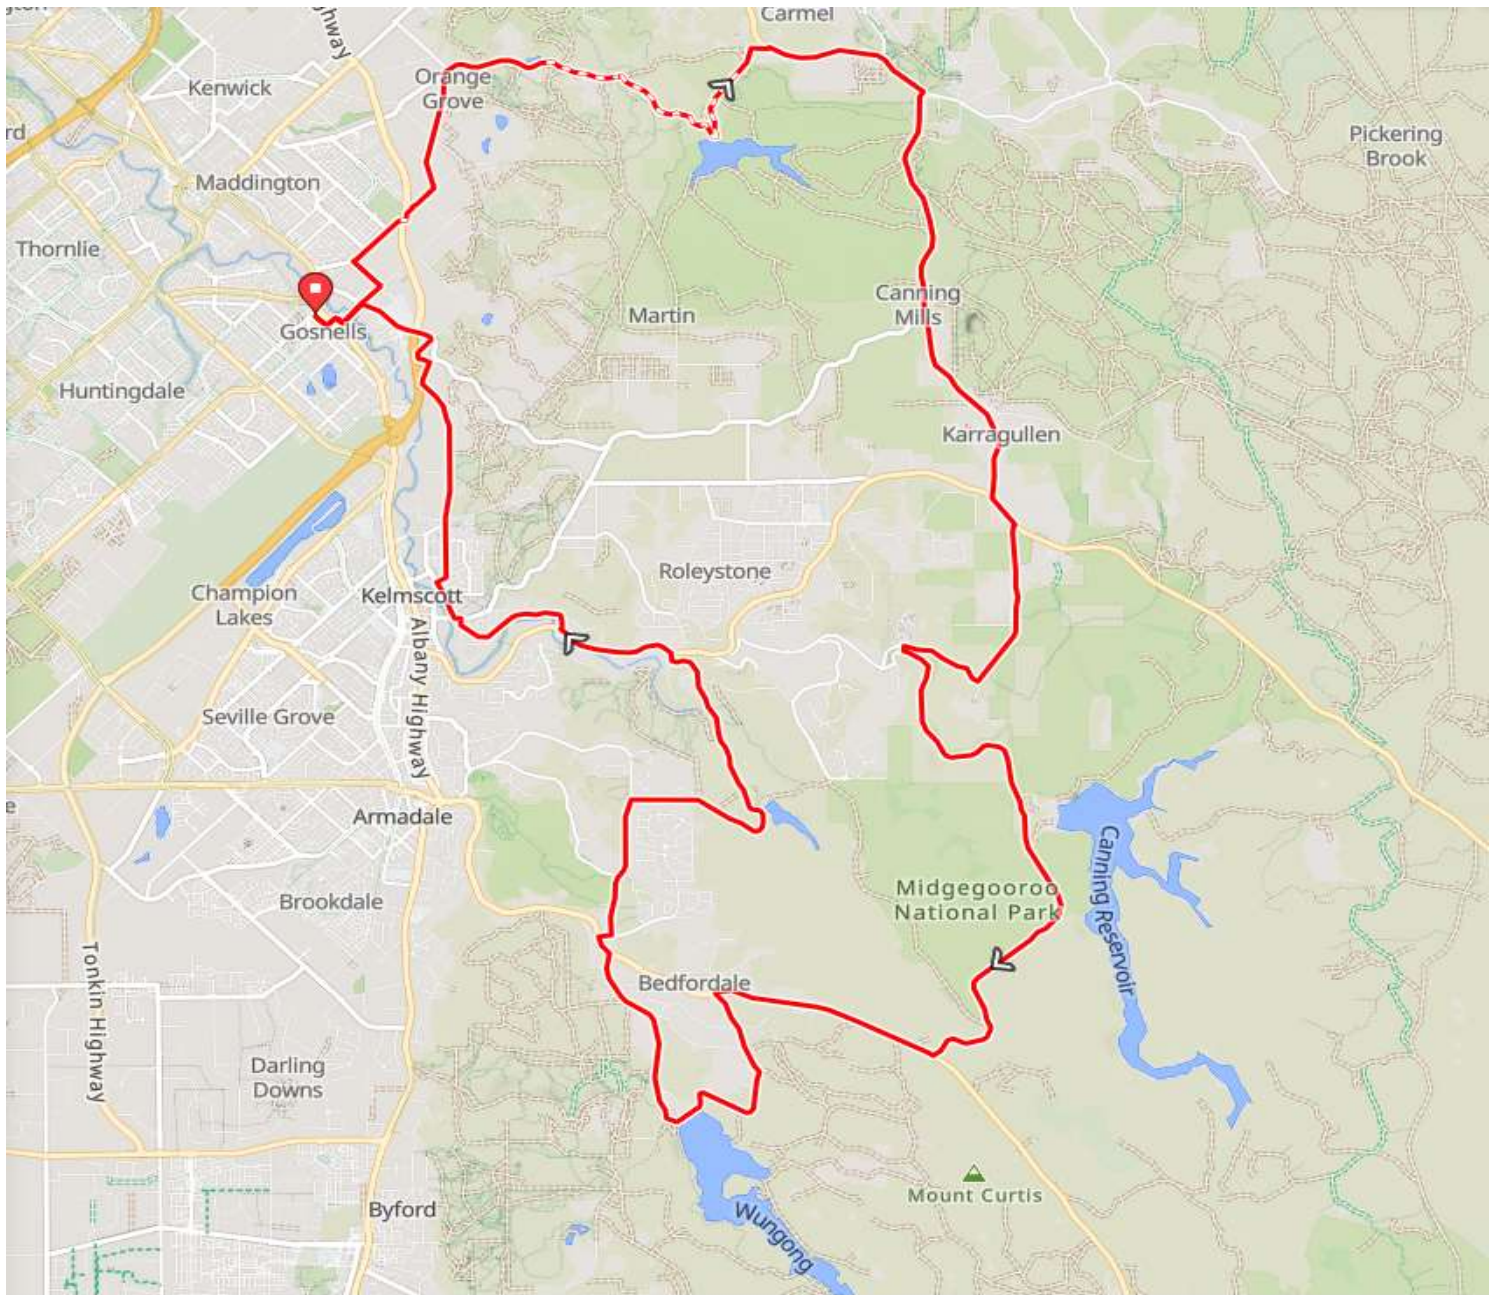 Carmel
ghway
Kenwick
Orange
Grove
rd
Pickering
Brook
Maddington
Thornlie
Canning
Mills
Martin
Gosnells
Huntingdale
Karragullen
Roleystone
Champion
Lakes
Kelmscott
Albany Highway
Seville Grove
e
Armadale
Canning Reservoir
Midgegooroo
National Park
Brookdale
Tonkin Highway
Bedfordale
Darling
Downs
Mount Curtis
Byford
Wungong